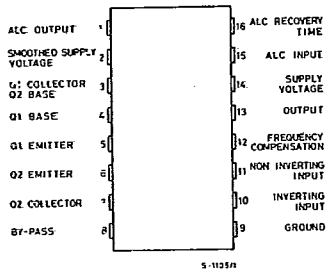 ALC OUTPUT 1
SMOOTHED SUPPLY
VOLTAGE 2
Q1 COLLECTOR
Q2 BASE 3
Q1 BASE 4
Q1 EMITTER 5
Q2 EMITTER 6
Q2 COLLECTOR 7
BY-PASS 8
16 ALC RECOVERY
TIME
15 ALC INPUT
14 SUPPLY
VOLTAGE
13 OUTPUT
12 FREQUENCY
COMPENSATION
11 NON INVERTING
INPUT
10 INVERTING
INPUT
9 GROUND
S-1135/1